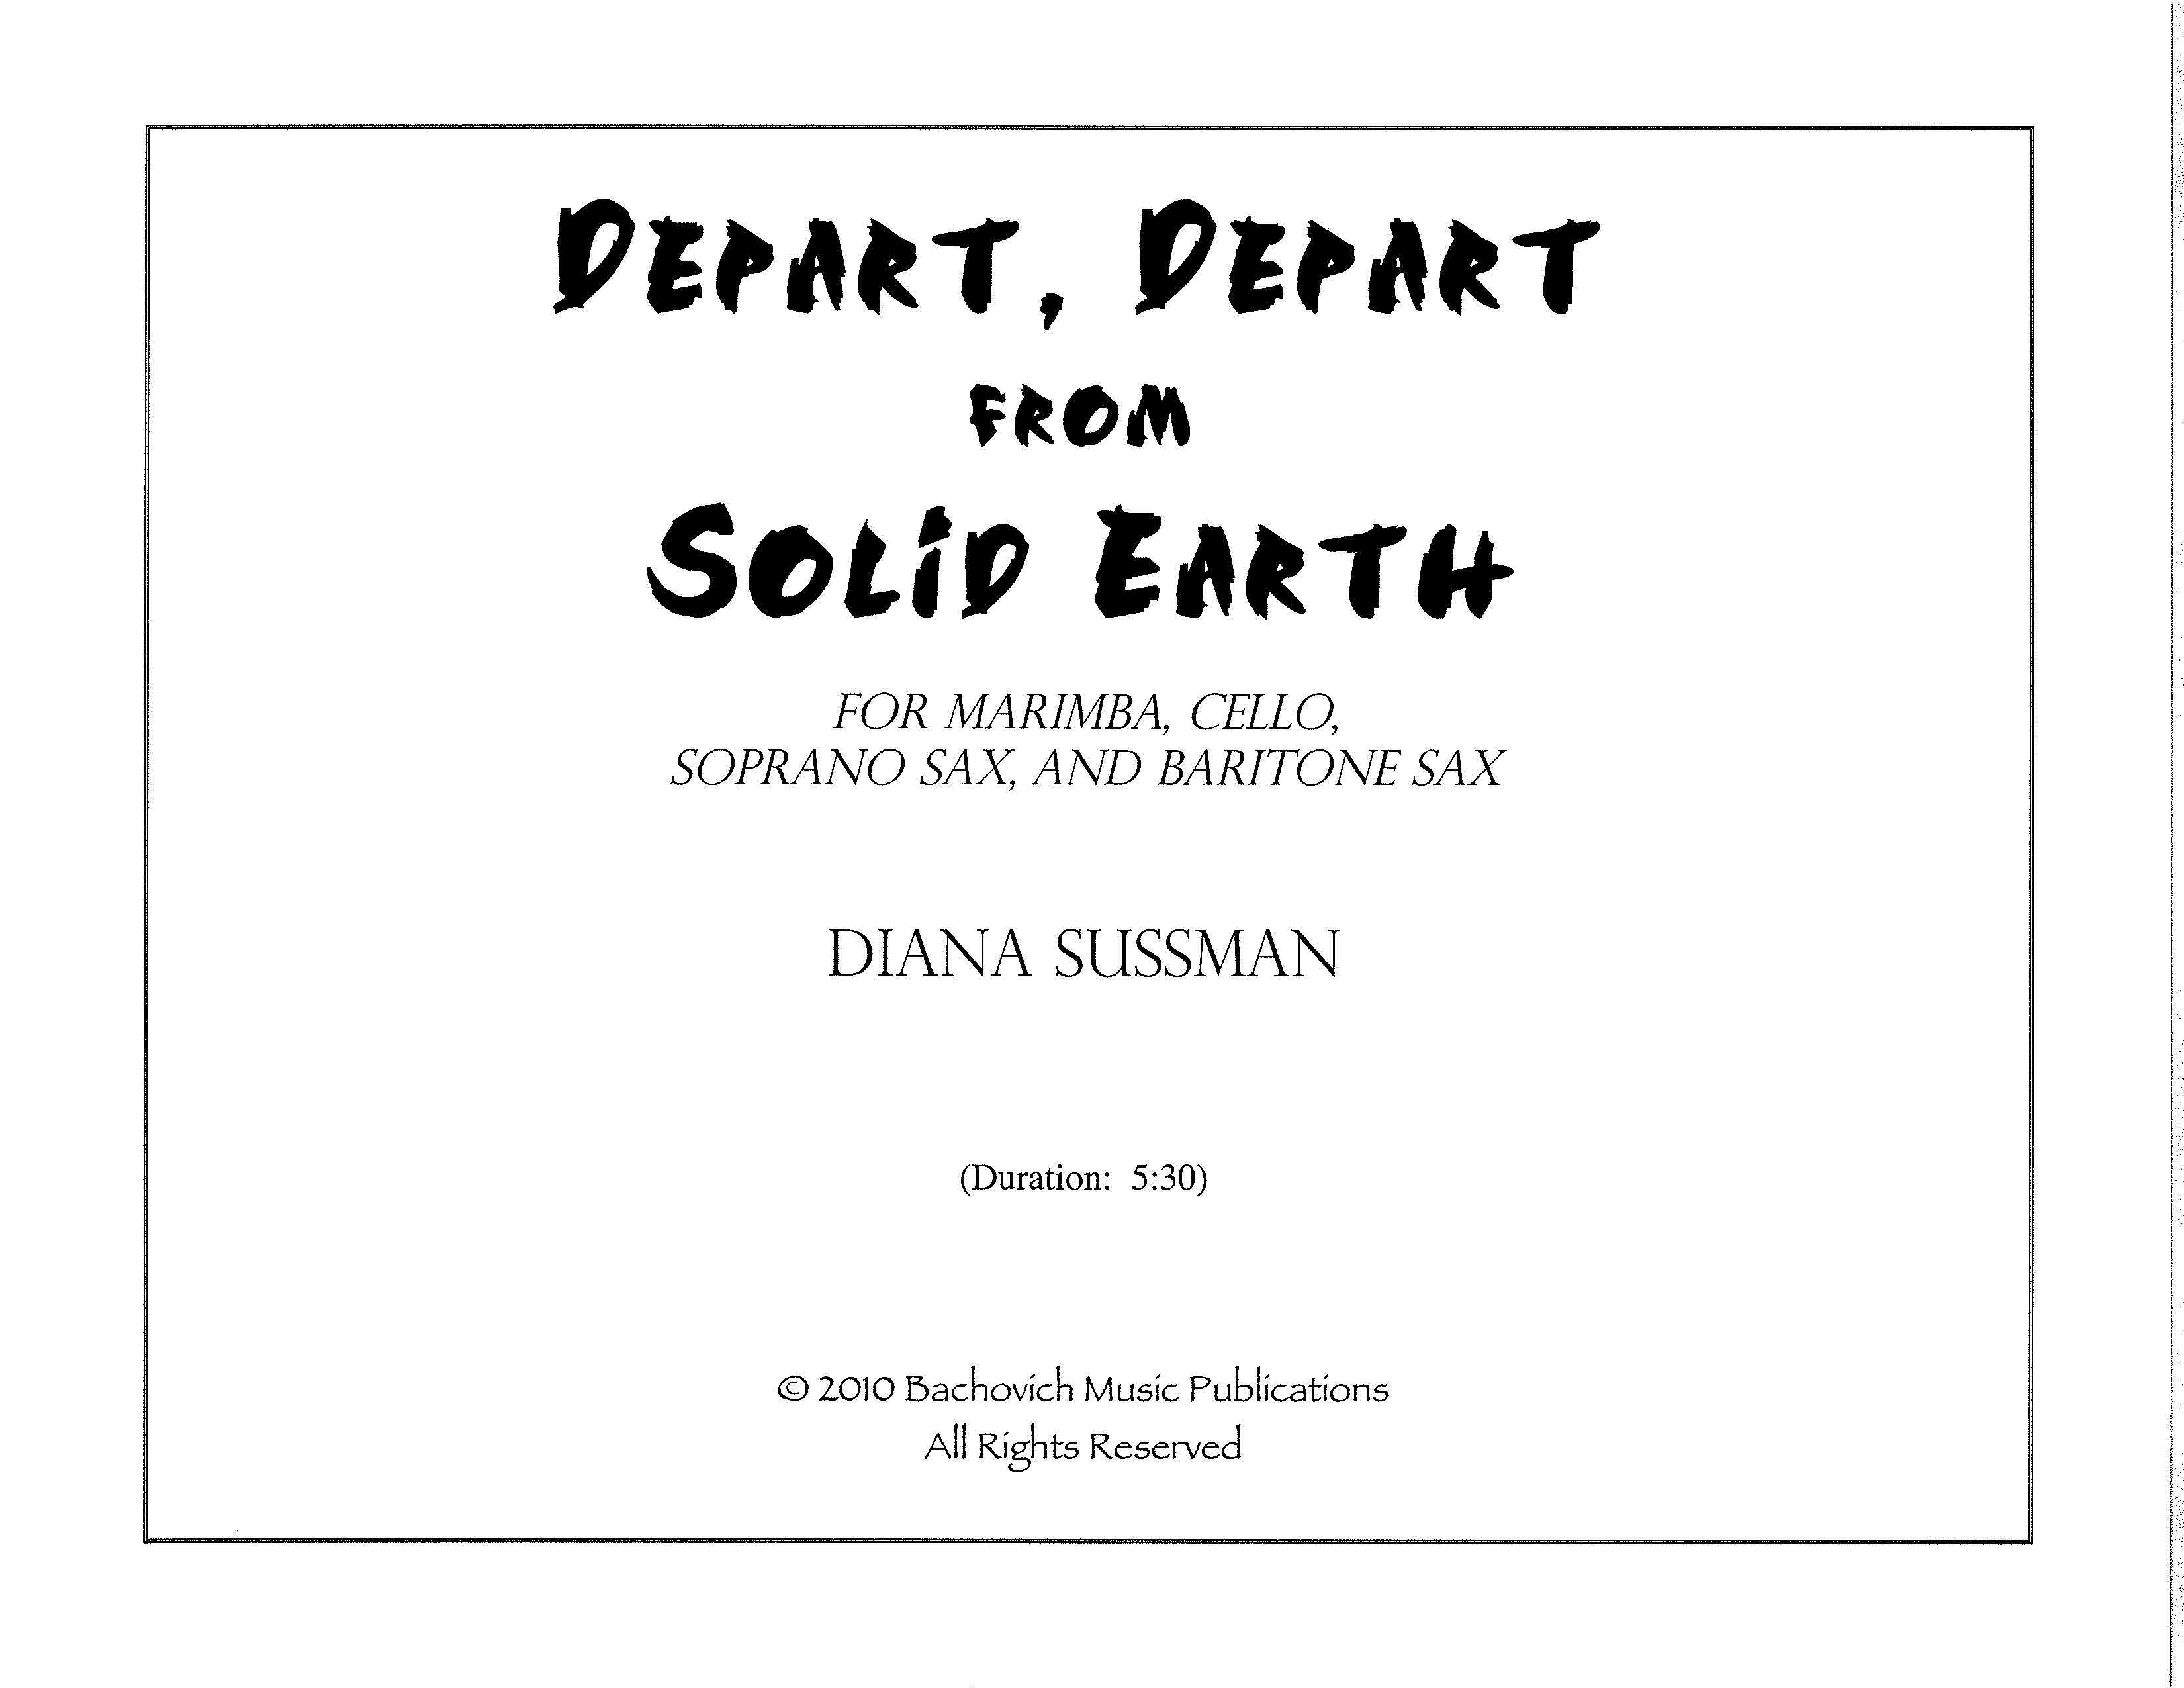 DEPART, DEPART
FROM
SOLID EARTH
FOR MARIMBA, CELLO,
SOPRANO SAX, AND BARITONE SAX
DIANA SUSSMAN
(Duration: 5:30)
© 2010 Bachovich Music Publications
All Rights Reserved